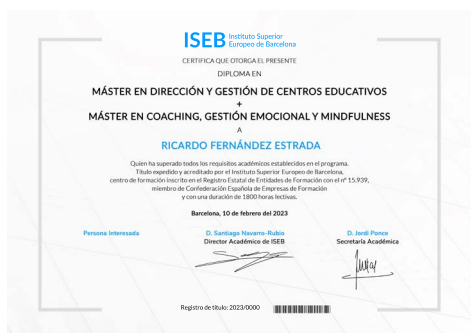 ISEB Instituto Superior
Europeo de Barcelona
CERTIFICA QUE OTORGA EL PRESENTE
DIPLOMA EN
MÁSTER EN DIRECCIÓN Y GESTIÓN DE CENTROS EDUCATIVOS
+
MÁSTER EN COACHING, GESTIÓN EMOCIONAL Y MINDFULNESS
A
RICARDO FERNÁNDEZ ESTRADA
Quien ha superado todos los requisitos académicos establecidos en el programa.
Título expedido y acreditado por el Instituto Superior Europeo de Barcelona,
centro de formación inscrito en el Registro Estatal de Entidades de Formación con el nº 15.939,
miembro de Confederación Española de Empresas de Formación
y con una duración de 1800 horas lectivas.
Barcelona, 10 de febrero del 2023
Persona Interesada
D. Santiago Navarro-Rubio
Director Académico de ISEB
D. Jordi Ponce
Secretaría Académica
Registro de título: 2023/0000